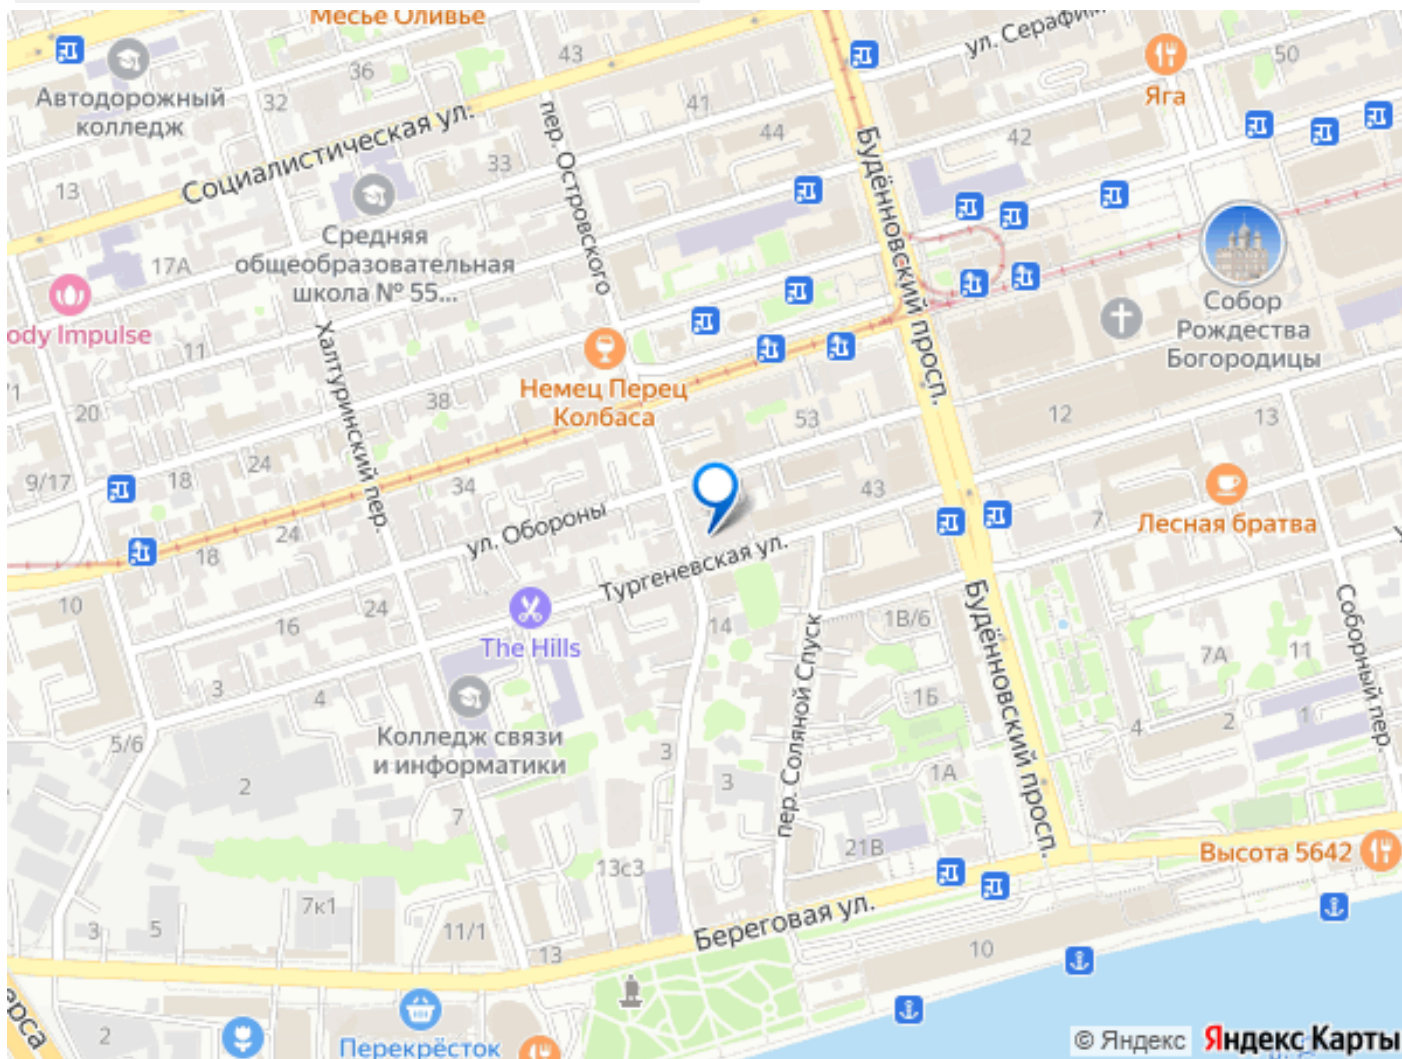 Месье Оливье
43
ул. Серафим
50
Автодорожный
колледж
36
32
41
44
42
Яга
Социалистическая ул.
пер. Островского
33
13
Средняя
общеобразовательная
школа № 55...
17А
ody Impulse
11
Будённовский просп.
Собор
Рождества
Богородицы
Немец Перец
Колбаса
Халтуринский пер.
20
38
53
12
13
9/17
18
24
34
43
7
Лесная братва
18
24
ул. Обороны
Тургеневская ул.
10
24
16
The Hills
14
1В/6
Будённовский просп.
7А
11
Соборный пер.
3
4
1Б
4
2
1
5/6
Колледж связи
и информатики
3
3
пер. Соляной Спуск
1А
2
7
21В
13с3
Высота 5642
7к1
3
5
11/1
13
Береговая ул.
10
ерса
2
Перекрёсток
© Яндекс
Яндекс Карты